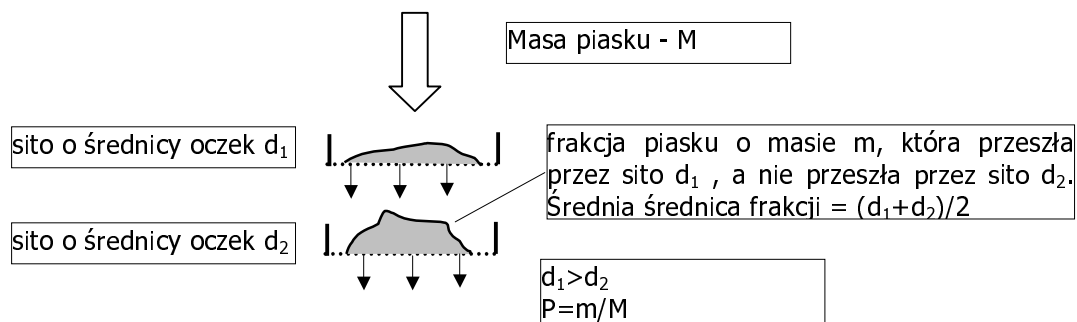 Masa piasku - M
sito o średnicy oczek d₁
frakcja piasku o masie m, która przeszła
przez sito d₁ , a nie przeszła przez sito d₂.
Średnia średnica frakcji = (d₁+d₂)/2
sito o średnicy oczek d₂
d₁>d₂
P=m/M